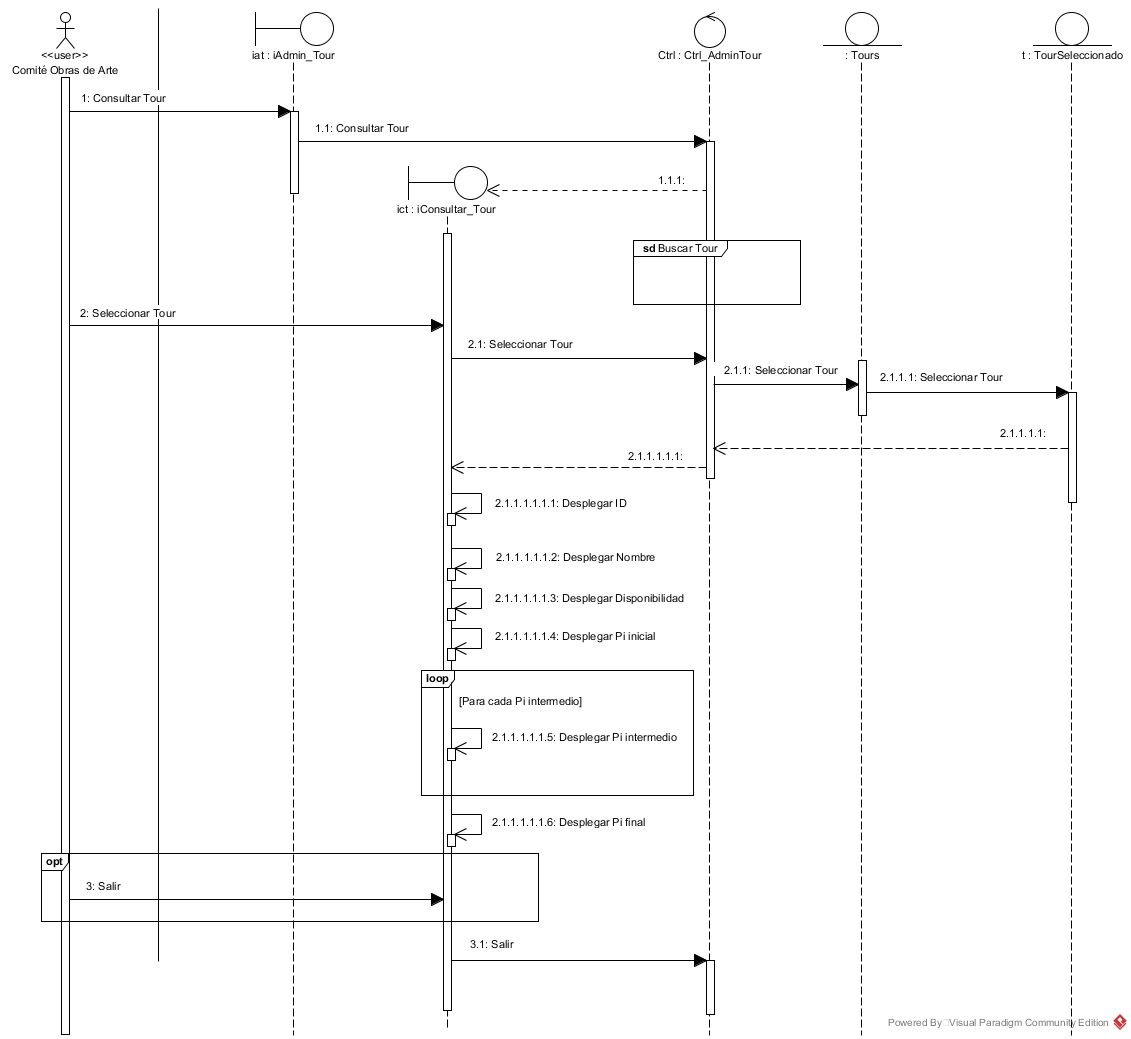 <<user>>
Comité Obras de Arte
iat : iAdmin_Tour
Ctrl : Ctrl_AdminTour
: Tours
t : TourSeleccionado
1: Consultar Tour
1.1: Consultar Tour
1.1.1:
ict : iConsultar_Tour
sd Buscar Tour
2: Seleccionar Tour
2.1: Seleccionar Tour
2.1.1: Seleccionar Tour
2.1.1.1: Seleccionar Tour
2.1.1.1.1:
2.1.1.1.1.1:
2.1.1.1.1.1.1: Desplegar ID
2.1.1.1.1.1.2: Desplegar Nombre
2.1.1.1.1.1.3: Desplegar Disponibilidad
2.1.1.1.1.1.4: Desplegar Pi inicial
loop
[Para cada Pi intermedio]
2.1.1.1.1.1.5: Desplegar Pi intermedio
2.1.1.1.1.1.6: Desplegar Pi final
opt
3: Salir
3.1: Salir
Powered By Visual Paradigm Community Edition